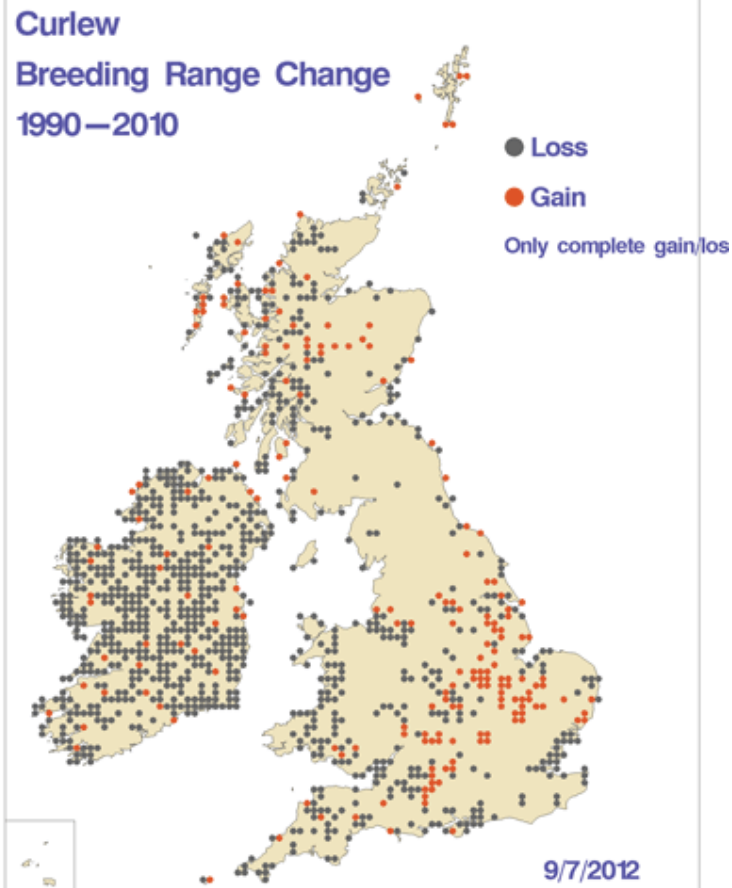 Curlew
Breeding Range Change
1990—2010
Loss
Gain
Only complete gain/los
9/7/2012